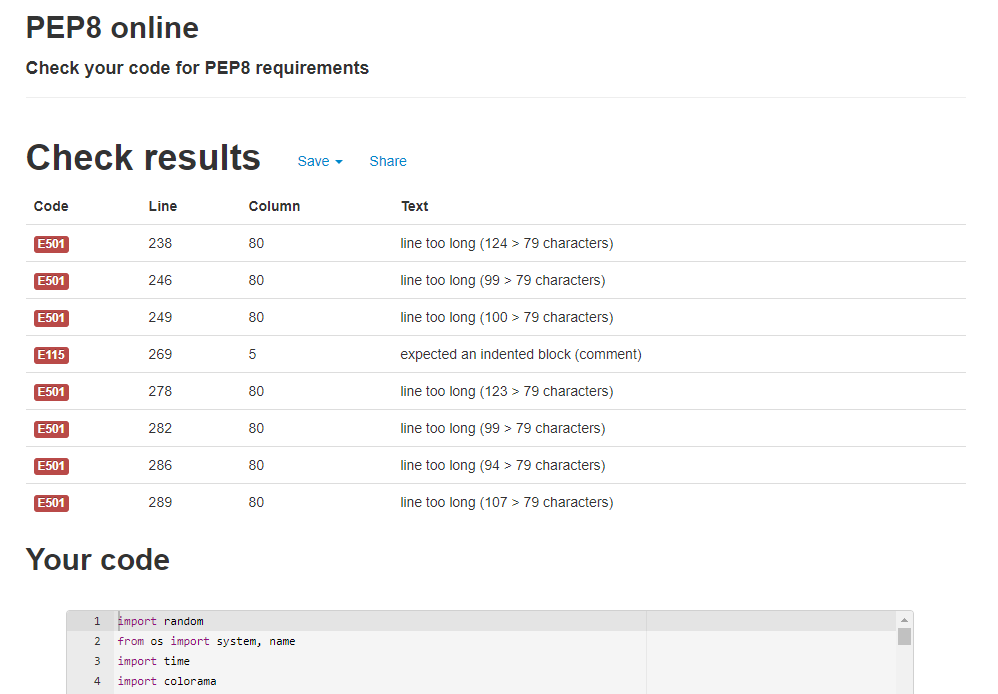 PEP8 online
Check your code for PEP8 requirements
Check results Save Share
Code Line Column Text
E501 238 80 line too long (124 > 79 characters)
E501 246 80 line too long (99 > 79 characters)
E501 249 80 line too long (100 > 79 characters)
E115 269 5 expected an indented block (comment)
E501 278 80 line too long (123 > 79 characters)
E501 282 80 line too long (99 > 79 characters)
E501 286 80 line too long (94 > 79 characters)
E501 289 80 line too long (107 > 79 characters)
Your code
1 import random
2 from os import system, name
3 import time
4 import colorama